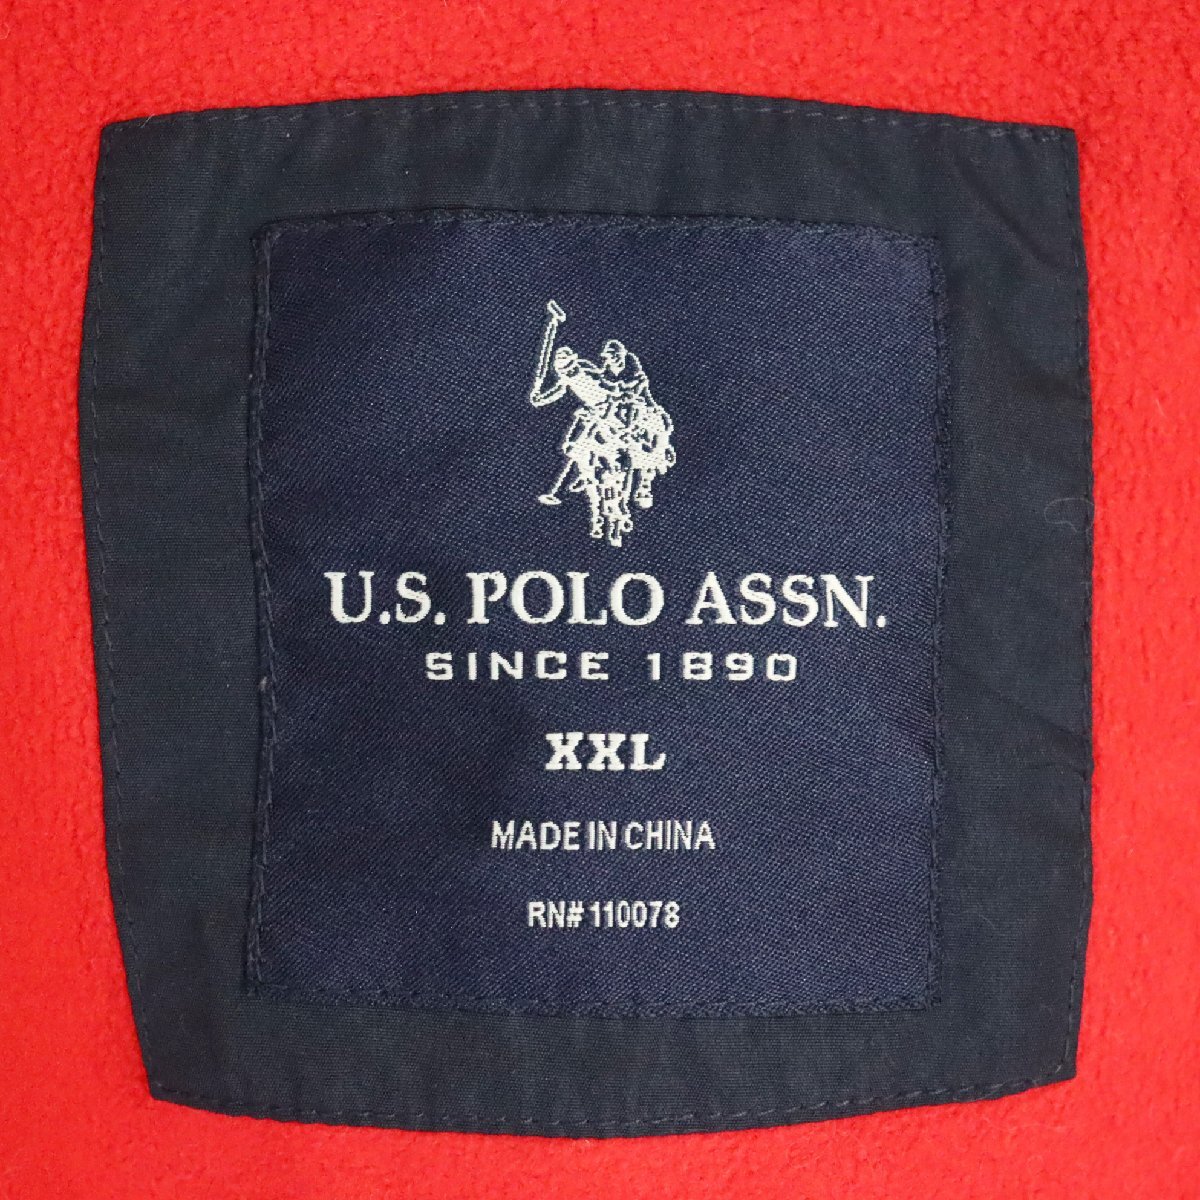 U.S. POLO ASSN.
SINCE 1890
XXL
MADE IN CHINA
RN# 110078